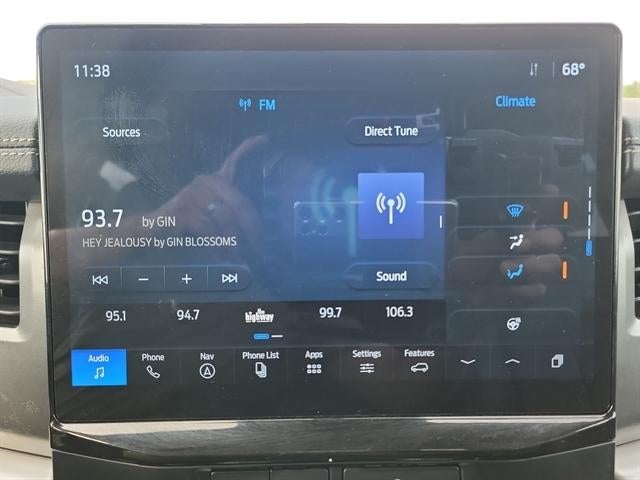 11:38
68°
FM
Climate
Sources
Direct Tune
93.7 by GIN
HEY JEALOUSY by GIN BLOSSOMS
Sound
95.1
94.7
the highway
99.7
106.3
Audio
Phone
Nav
Phone List
Apps
Settings
Features